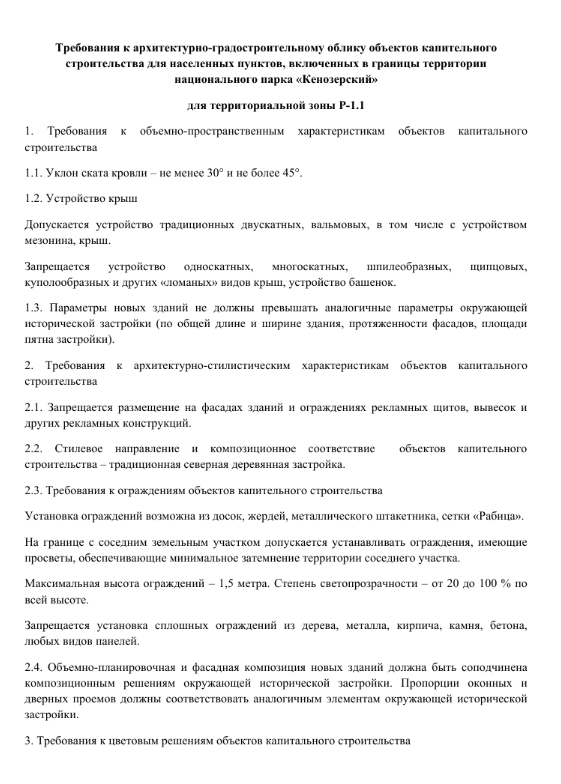 Требования к архитектурно-градостроительному облику объектов капительного
строительства для населенных пунктов, включенных в границы территории
национального парка «Кенозерский»
для территориальной зоны Р-1.1
1. Требования к объемно-пространственным характеристикам объектов капитального
строительства
1.1. Уклон ската кровли – не менее 30° и не более 45°.
1.2. Устройство крыш
Допускается устройство традиционных двускатных, вальмовых, в том числе с устройством
мезонина, крыш.
Запрещается устройство односкатных, многоскатных, шпилеобразных, щипцовых,
куполообразных и других «ломаных» видов крыш, устройство башенок.
1.3. Параметры новых зданий не должны превышать аналогичные параметры окружающей
исторической застройки (по общей длине и ширине здания, протяженности фасадов, площади
пятна застройки).
2. Требования к архитектурно-стилистическим характеристикам объектов капитального
строительства
2.1. Запрещается размещение на фасадах зданий и ограждениях рекламных щитов, вывесок и
других рекламных конструкций.
2.2. Стилевое направление и композиционное соответствие объектов капительного
строительства – традиционная северная деревянная застройка.
2.3. Требования к ограждениям объектов капительного строительства
Установка ограждений возможна из досок, жердей, металлического штакетника, сетки «Рабица».
На границе с соседним земельным участком допускается устанавливать ограждения, имеющие
просветы, обеспечивающие минимальное затемнение территории соседнего участка.
Максимальная высота ограждений – 1,5 метра. Степень светопрозрачности – от 20 до 100 % по
всей высоте.
Запрещается установка сплошных ограждений из дерева, металла, кирпича, камня, бетона,
любых видов панелей.
2.4. Объемно-планировочная и фасадная композиция новых зданий должна быть соподчинена
композиционным решениям окружающей исторической застройки. Пропорции оконных и
дверных проемов должны соответствовать аналогичным элементам окружающей исторической
застройки.
3. Требования к цветовым решениям объектов капитального строительства